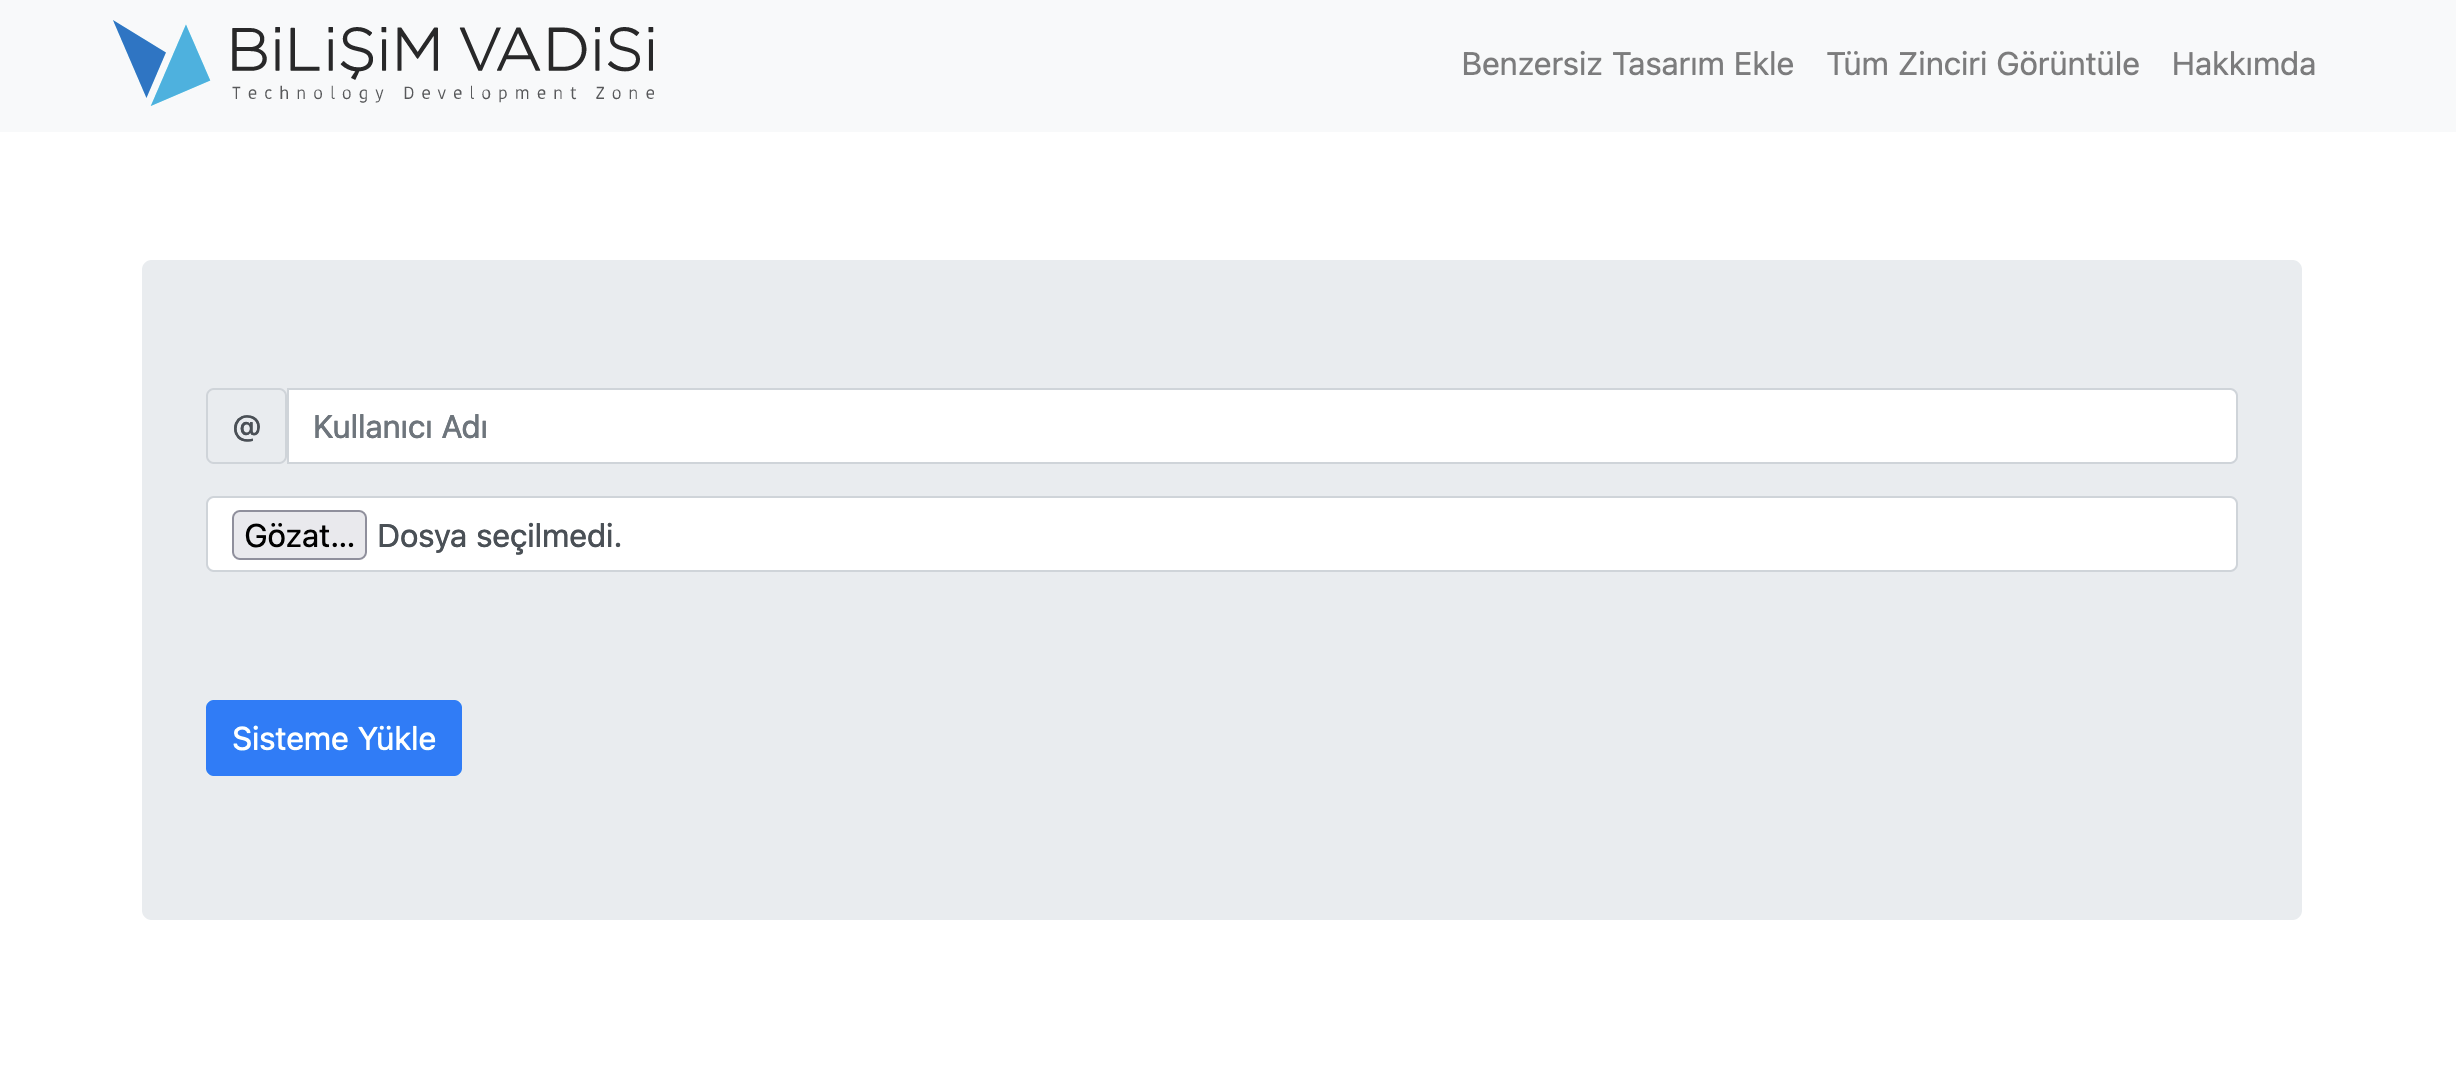 BiLiŞiM VADiSi
Technology Development Zone
Benzersiz Tasarım Ekle Tüm Zinciri Görüntüle Hakkımda
@ Kullanıcı Adı
Gözat... Dosya seçilmedi.
Sisteme Yükle